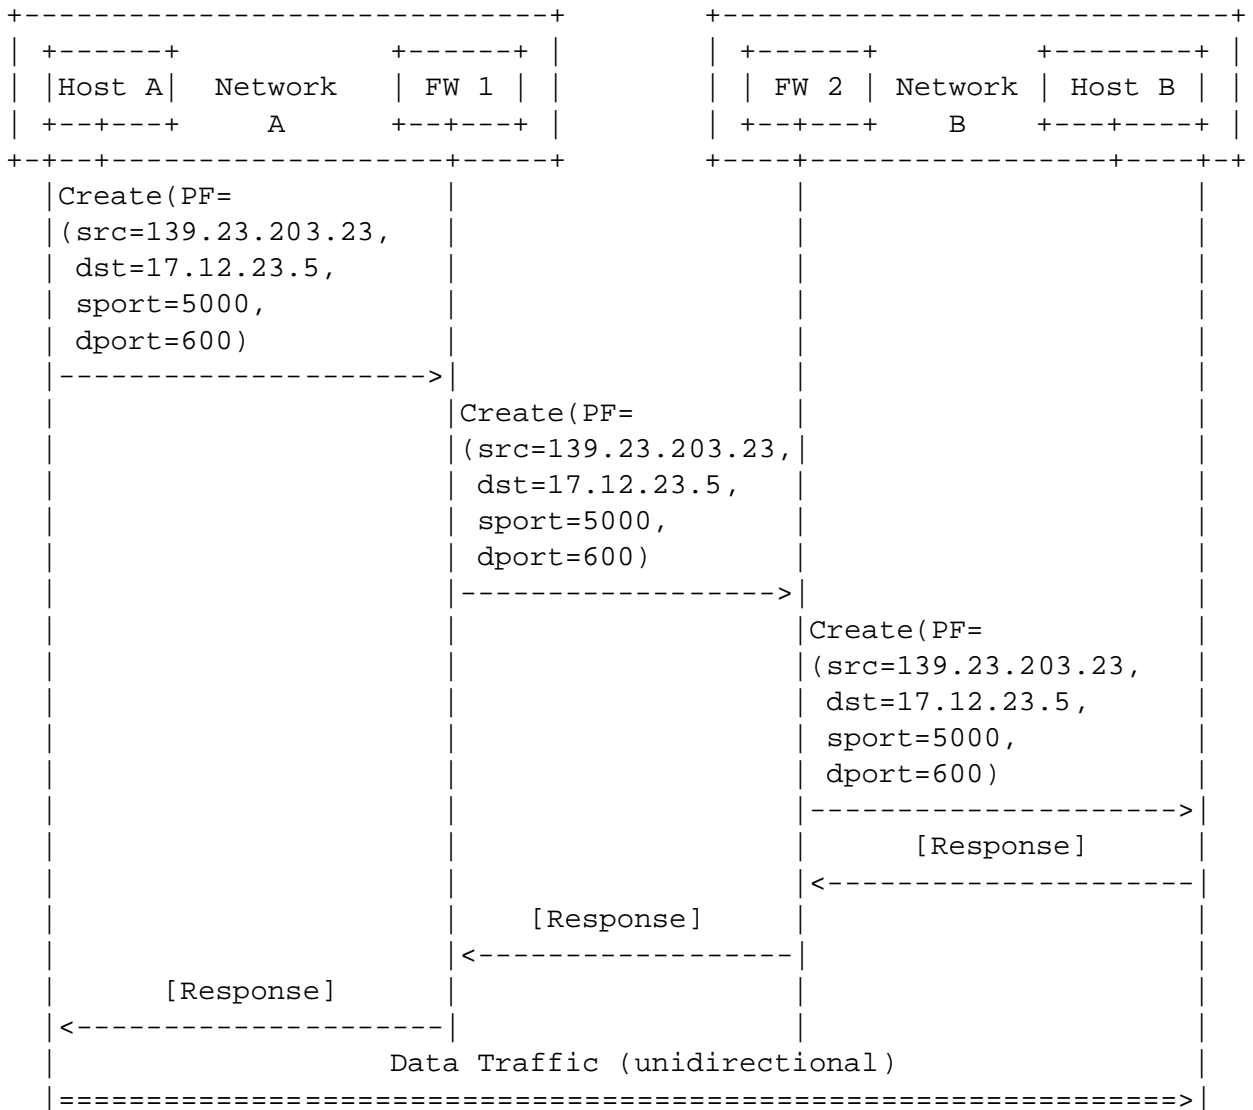 Host A Network FW 1 FW 2 Network Host B
A B
Create(PF=
(src=139.23.203.23,
dst=17.12.23.5,
sport=5000,
dport=600)
Create(PF=
(src=139.23.203.23,
dst=17.12.23.5,
sport=5000,
dport=600)
Create(PF=
(src=139.23.203.23,
dst=17.12.23.5,
sport=5000,
dport=600)
[Response]
[Response]
[Response]
Data Traffic (unidirectional)